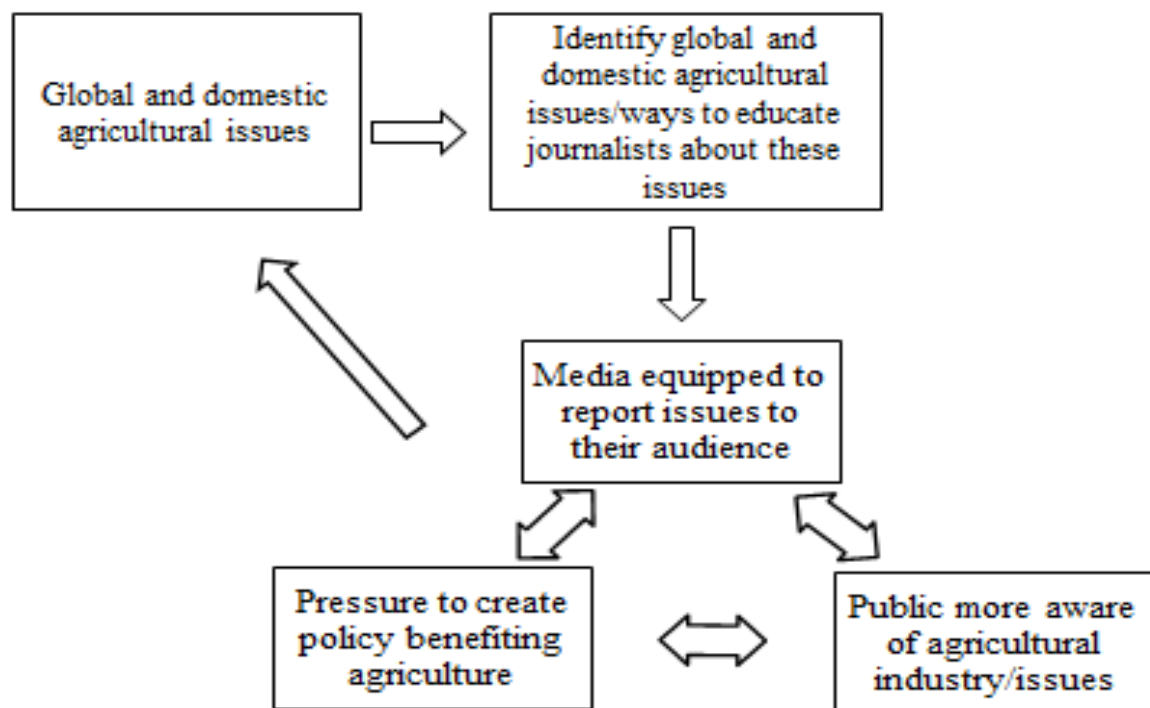 Global and domestic
agricultural issues
Identify global and
domestic agricultural
issues/ways to educate
journalists about these
issues
Media equipped to
report issues to
their audience
Pressure to create
policy benefiting
agriculture
Public more aware
of agricultural
industry/issues